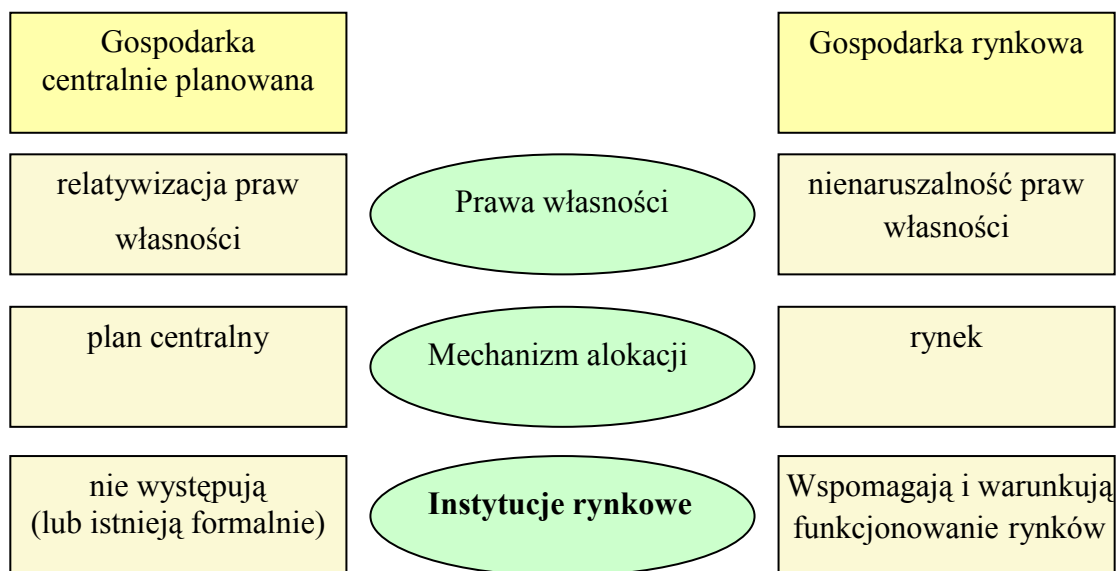 Gospodarka
centralnie planowana
Gospodarka rynkowa
relatywizacja praw
własności
Prawa własności
nienaruszalność praw
własności
plan centralny
Mechanizm alokacji
rynek
nie występują
(lub istnieją formalnie)
Instytucje rynkowe
Wspomagają i warunkują
funkcjonowanie rynków